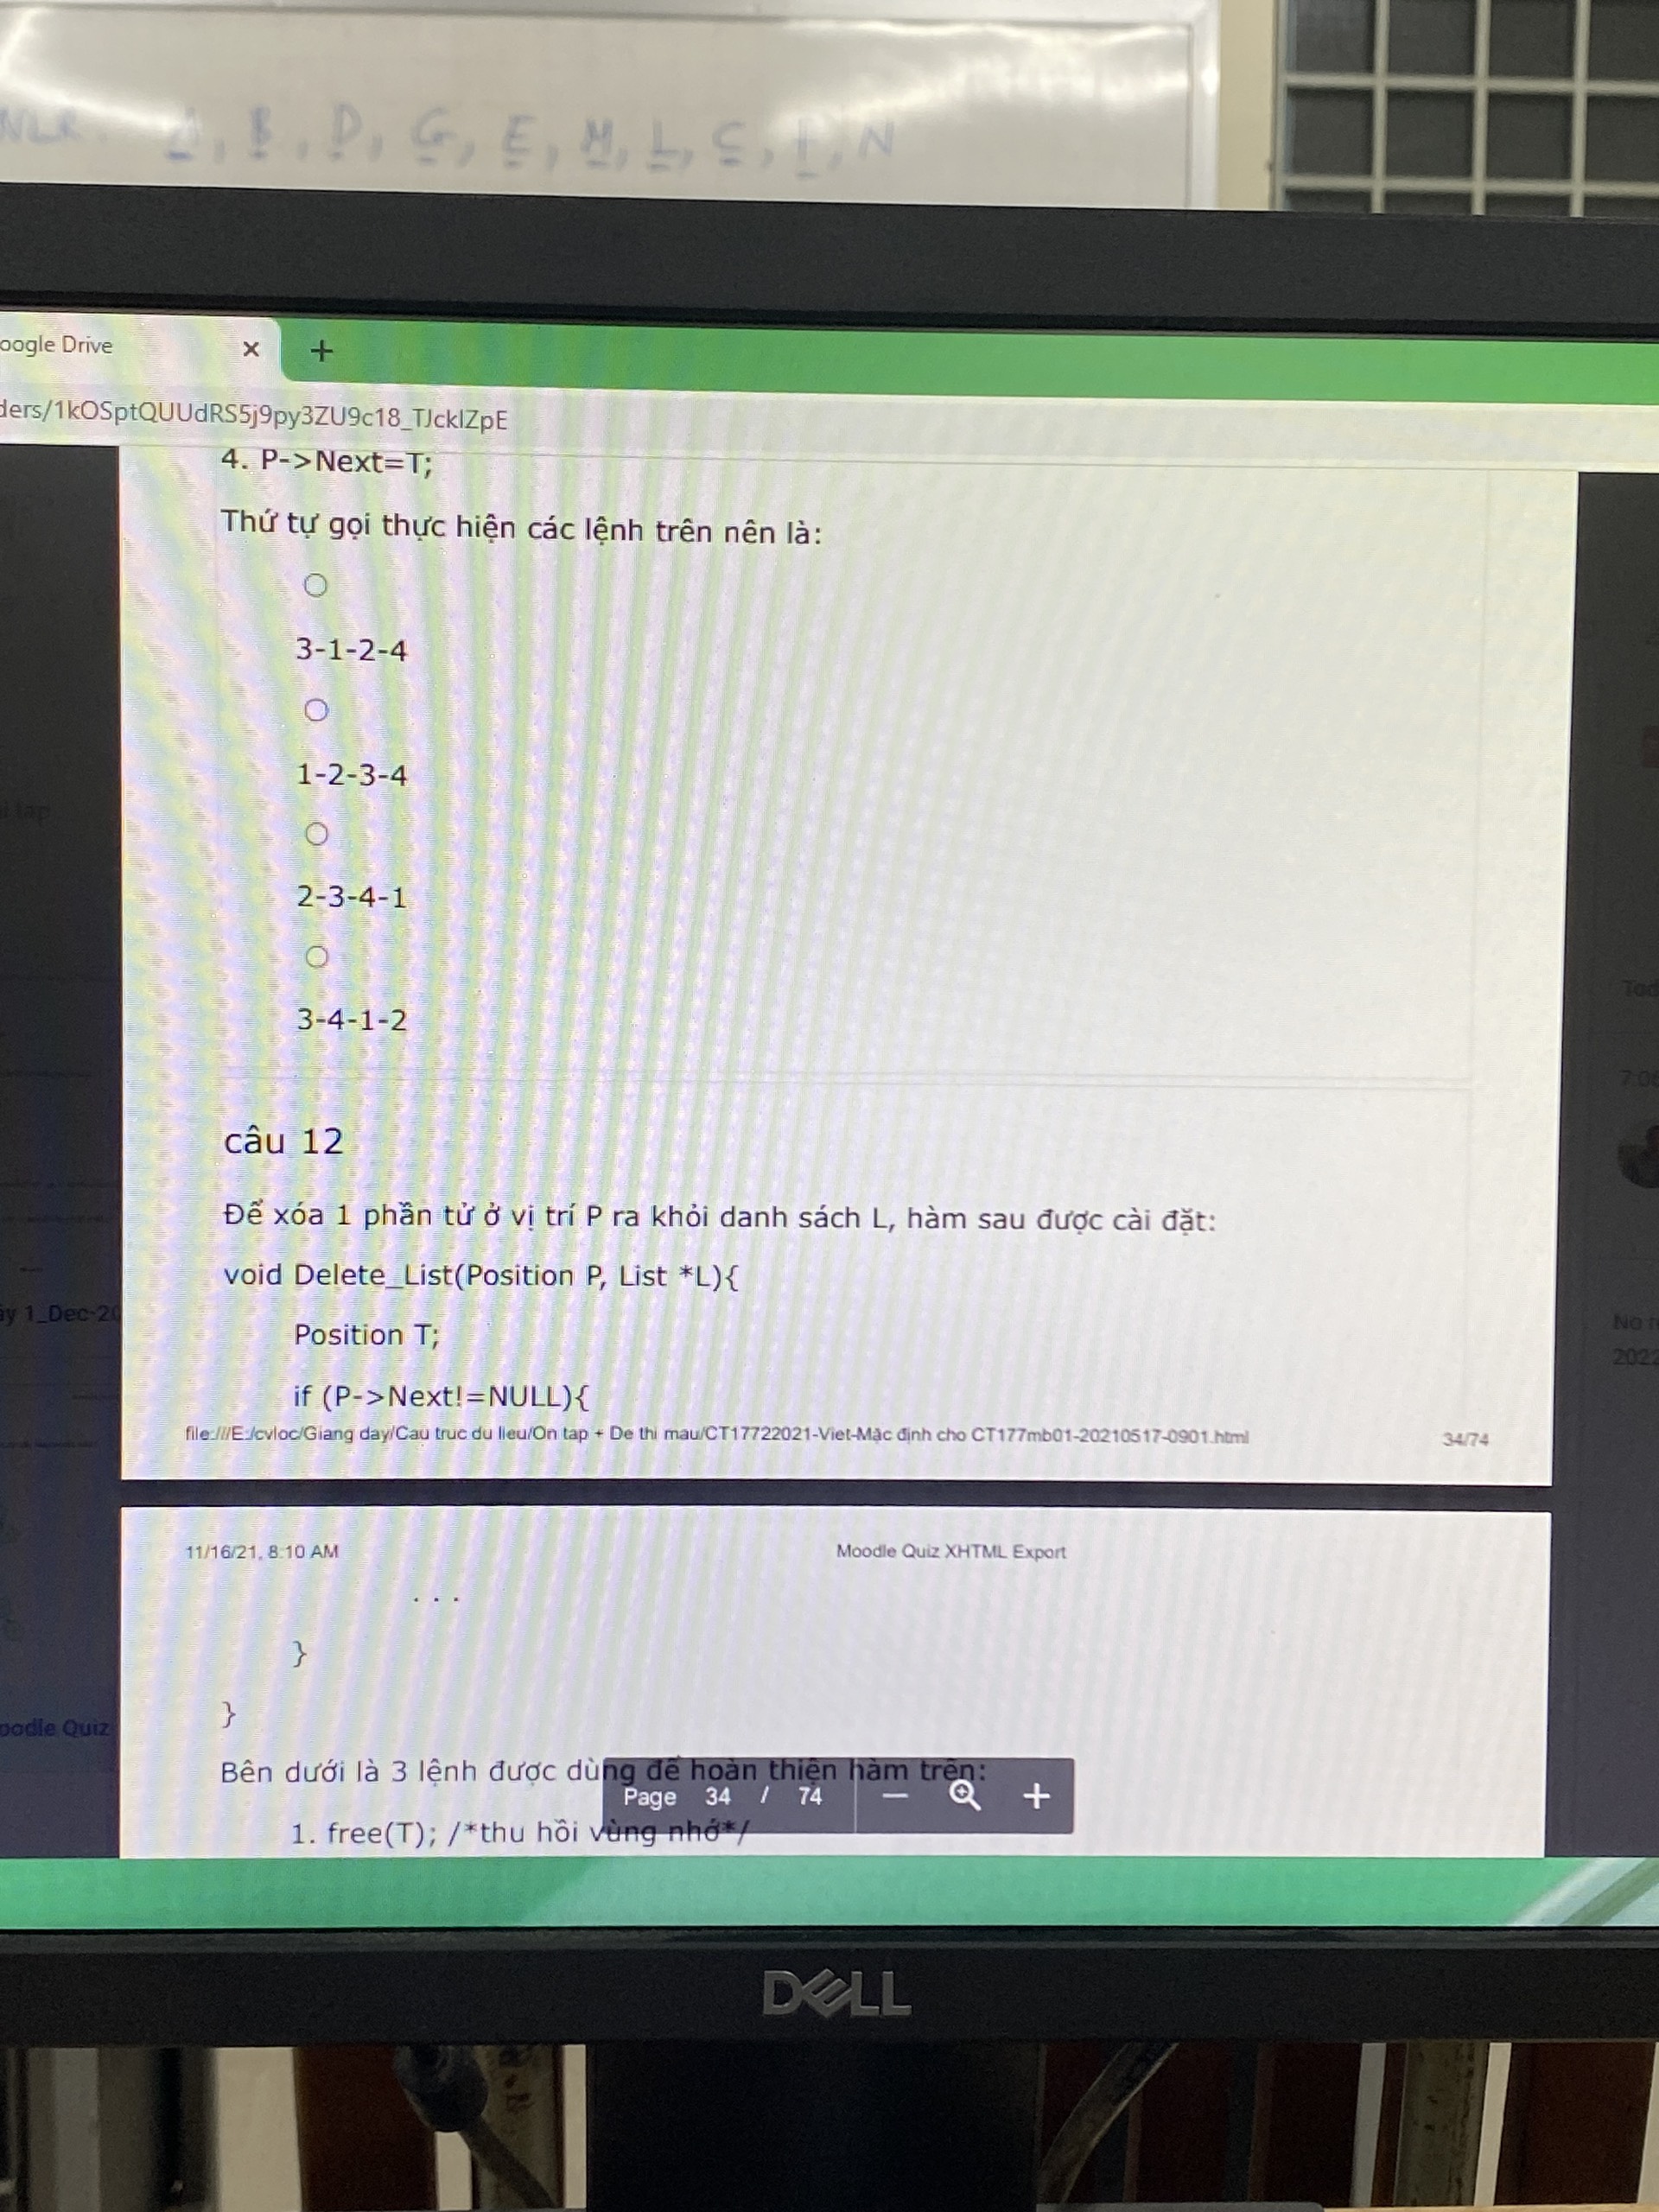 NLR A, B, D, G, E, M, L, C, I, N
oogle Drive
ders/1kOSptQUUdRS5j9py3ZU9c18_TJcklZpE
4. P->Next=T;
Thứ tự gọi thực hiện các lệnh trên nên là:
3-1-2-4
1-2-3-4
2-3-4-1
3-4-1-2
câu 12
Để xóa 1 phần tử ở vị trí P ra khỏi danh sách L, hàm sau được cài đặt:
void Delete_List(Position P, List *L){
Position T;
if (P->Next!=NULL){
file:///E:/cvloc/Giang day/Cau truc du lieu/On tap + De thi mau/CT17722021-Viet-Mặc định cho CT177mb01-20210517-0901.html 34/74
11/16/21, 8:10 AM Moodle Quiz XHTML Export
. . .
}
}
Bên dưới là 3 lệnh được dùng để hoàn thiện hàm trên:
Page 34 / 74
1. free(T); /*thu hồi vùng nhớ*/
i tap
ay 1_Dec-20
oodle Quiz
Tod
7:08
No r
2022
DELL